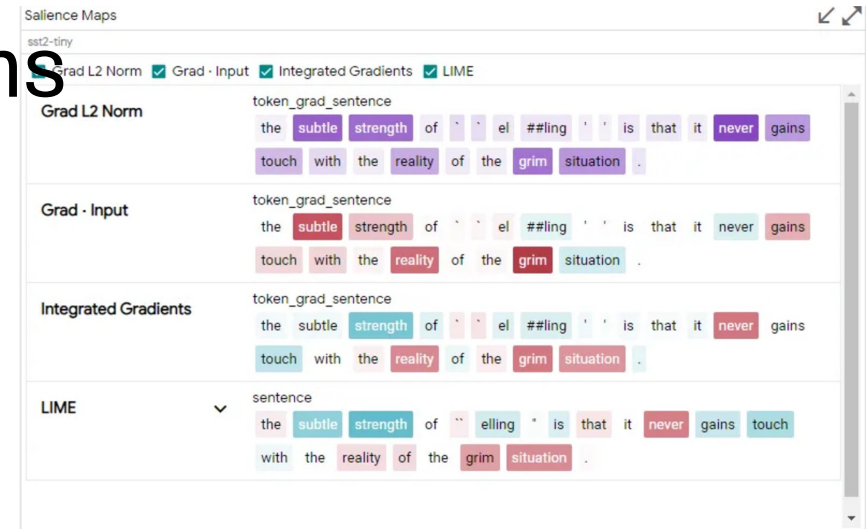 Salience Maps
sst2-tiny
ns
Grad L2 Norm Grad · Input Integrated Gradients LIME
Grad L2 Norm
token_grad_sentence
the subtle strength of ` ` el ##ling ' ' is that it never gains
touch with the reality of the grim situation .
Grad · Input
token_grad_sentence
the subtle strength of ` ` el ##ling ' ' is that it never gains
touch with the reality of the grim situation .
Integrated Gradients
token_grad_sentence
the subtle strength of ` ` el ##ling ' ' is that it never gains
touch with the reality of the grim situation .
LIME
sentence
the subtle strength of `` elling " is that it never gains touch
with the reality of the grim situation .